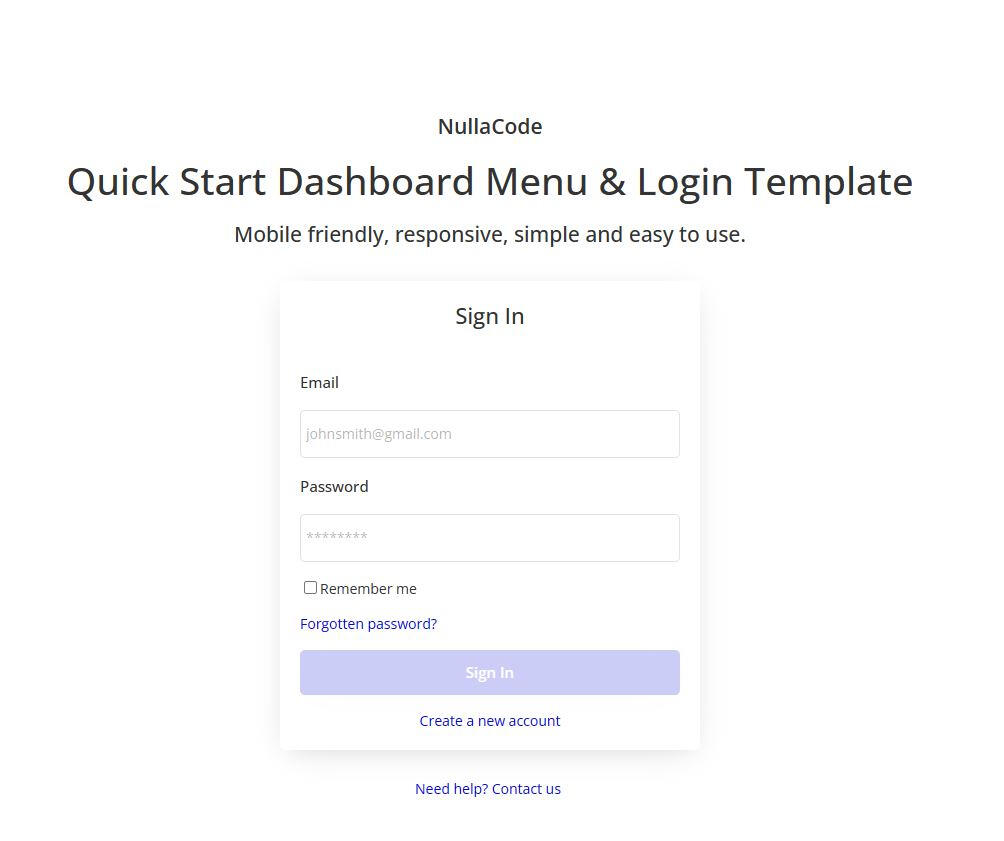 NullaCode
Quick Start Dashboard Menu & Login Template
Mobile friendly, responsive, simple and easy to use.
Sign In
Email
johnsmith@gmail.com
Password
********
Remember me
Forgotten password?
Sign In
Create a new account
Need help? Contact us